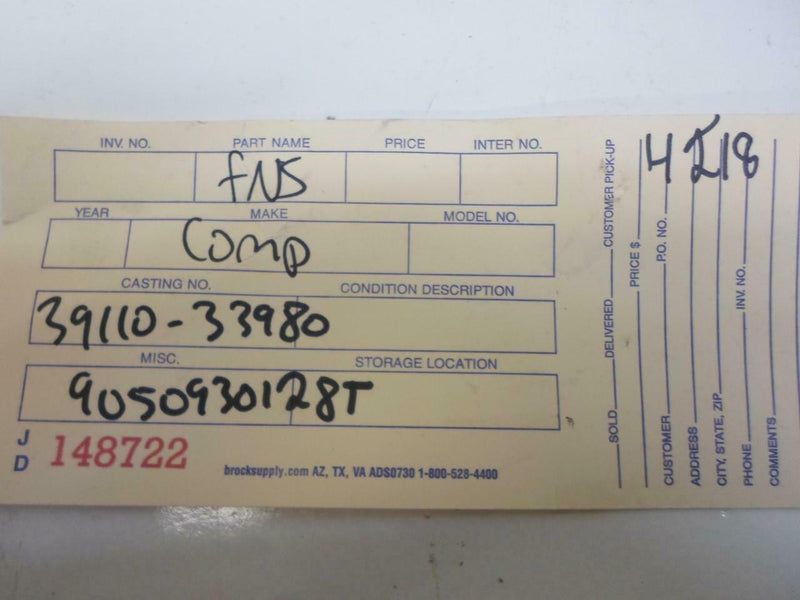 INV. NO. PART NAME PRICE INTER NO.
FNS
YEAR MAKE MODEL NO.
Comp
CASTING NO. CONDITION DESCRIPTION
39110-33980
MISC. STORAGE LOCATION
90509930128T
J D 148722
brocksupply.com AZ, TX, VA ADS0730 1-800-528-4400
SOLD DELIVERED CUSTOMER PICK-UP
PRICE $
CUSTOMER P.O. NO.
ADDRESS
CITY, STATE, ZIP
PHONE INV. NO.
COMMENTS